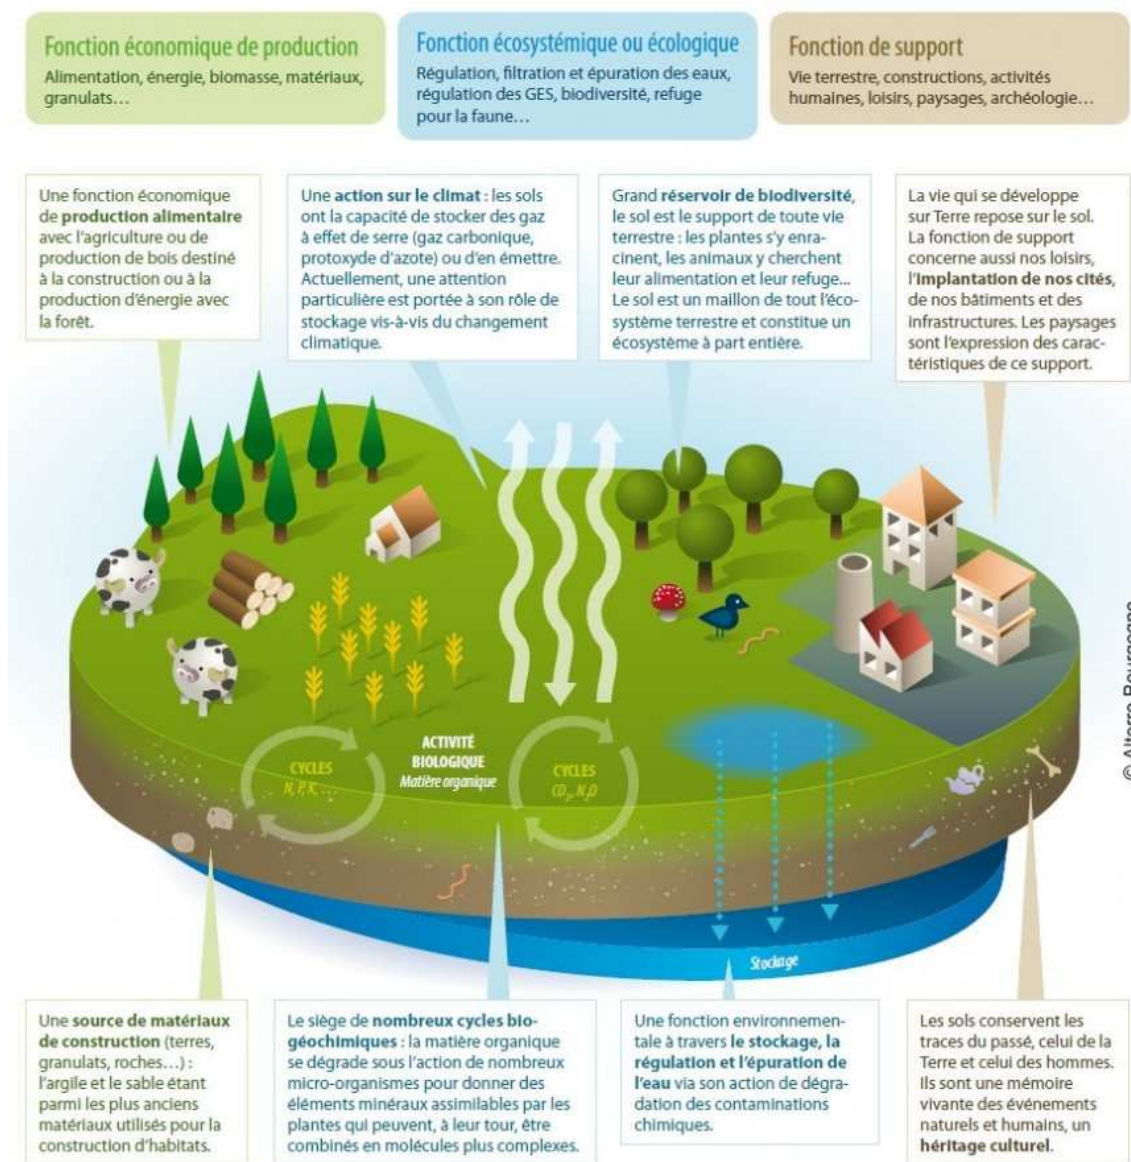 Fonction économique de production
Alimentation, énergie, biomasse, matériaux,
granulats…
Fonction écosystémique ou écologique
Régulation, filtration et épuration des eaux,
régulation des GES, biodiversité, refuge
pour la faune…
Fonction de support
Vie terrestre, constructions, activités
humaines, loisirs, paysages, archéologie…
Une fonction économique
de production alimentaire
avec l'agriculture ou de
production de bois destiné
à la construction ou à la
production d'énergie avec
la forêt.
Une action sur le climat : les sols
ont la capacité de stocker des gaz
à effet de serre (gaz carbonique,
protoxyde d'azote) ou d'en émettre.
Actuellement, une attention
particulière est portée à son rôle de
stockage vis-à-vis du changement
climatique.
Grand réservoir de biodiversité,
le sol est le support de toute vie
terrestre : les plantes s'y enra-
cinent, les animaux y cherchent
leur alimentation et leur refuge...
Le sol est un maillon de tout l'éco-
système terrestre et constitue un
écosystème à part entière.
La vie qui se développe
sur Terre repose sur le sol.
La fonction de support
concerne aussi nos loisirs,
l'implantation de nos cités,
de nos bâtiments et des
infrastructures. Les paysages
sont l'expression des carac-
téristiques de ce support.
ACTIVITÉ
BIOLOGIQUE
Matière organique
CYCLES
N, P, K, …
CYCLES
CO₂, N₂O
Stockage
© Alterre Bourgogne
Une source de matériaux
de construction (terres,
granulats, roches…) :
l'argile et le sable étant
parmi les plus anciens
matériaux utilisés pour la
construction d'habitats.
Le siège de nombreux cycles bio-
géochimiques : la matière organique
se dégrade sous l'action de nombreux
micro-organismes pour donner des
éléments minéraux assimilables par les
plantes qui peuvent, à leur tour, être
combinés en molécules plus complexes.
Une fonction environnemen-
tale à travers le stockage, la
régulation et l'épuration de
l'eau via son action de dégra-
dation des contaminations
chimiques.
Les sols conservent les
traces du passé, celui de la
Terre et celui des hommes.
Ils sont une mémoire
vivante des événements
naturels et humains, un
héritage culturel.